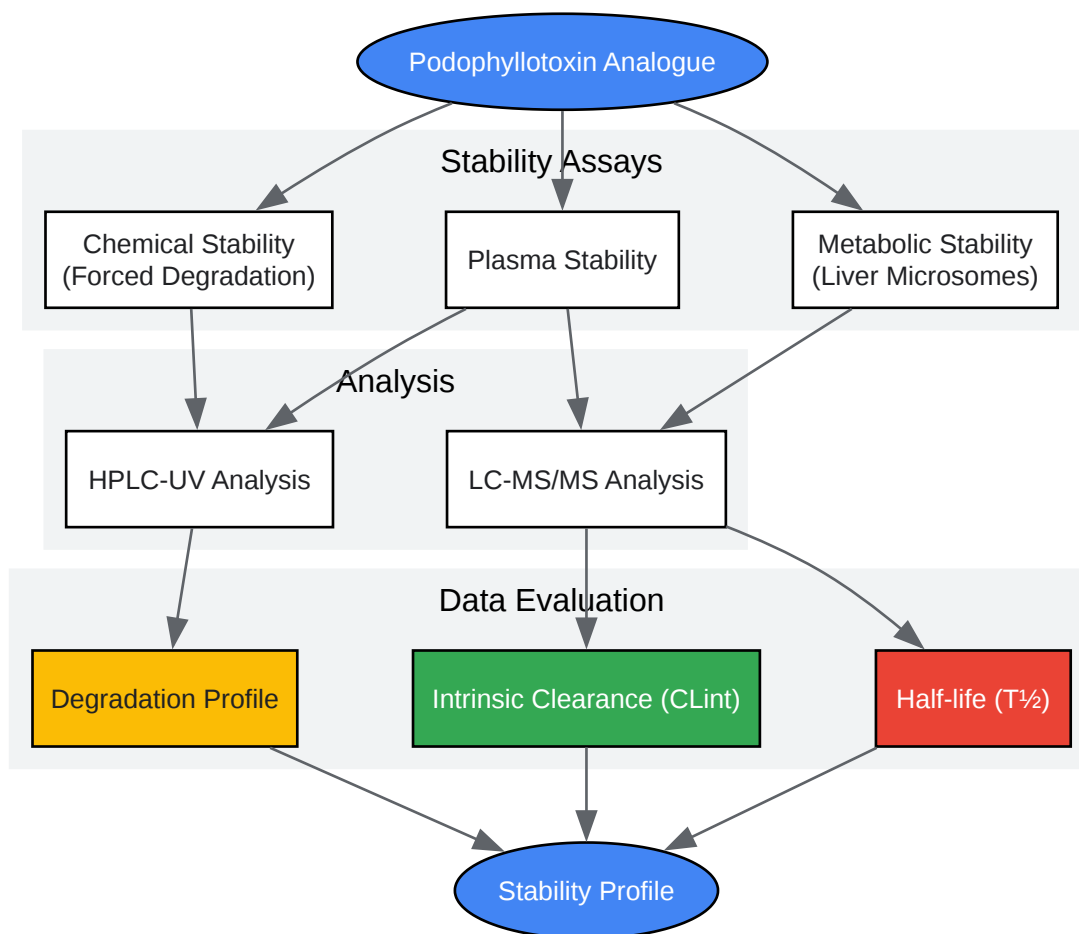 Podophyllotoxin Analogue
Stability Assays
Chemical Stability
(Forced Degradation)
Plasma Stability
Metabolic Stability
(Liver Microsomes)
Analysis
HPLC-UV Analysis
LC-MS/MS Analysis
Data Evaluation
Degradation Profile
Intrinsic Clearance (CLint)
Half-life (T½)
Stability Profile